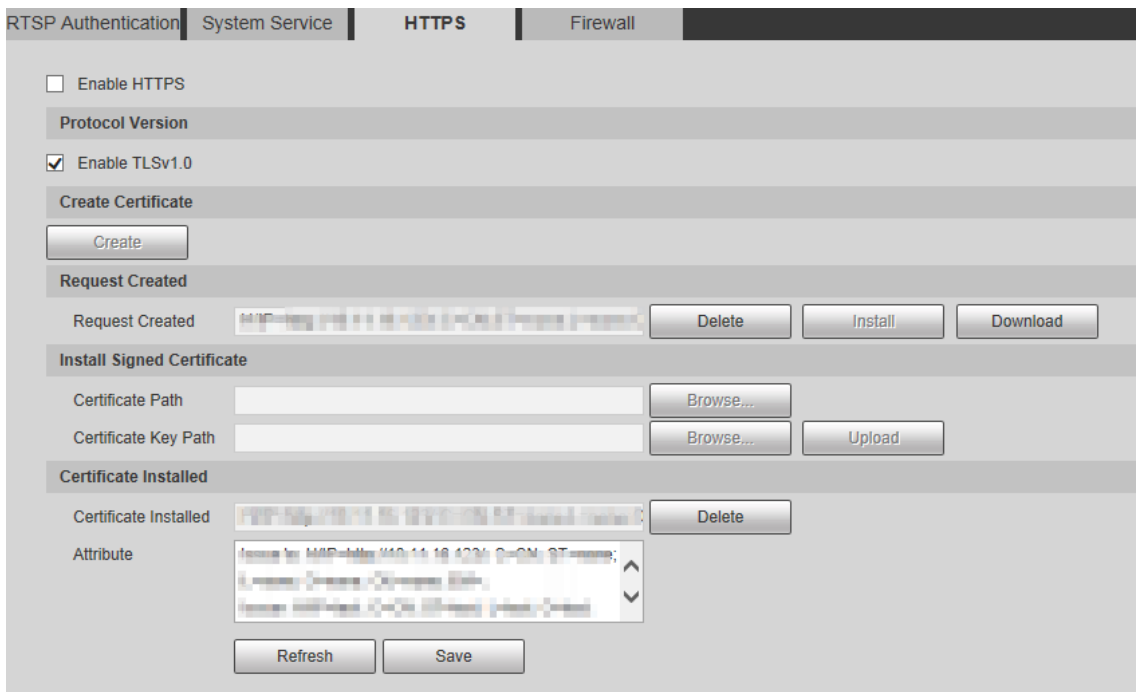 RTSP Authentication System Service HTTPS Firewall
Enable HTTPS
Protocol Version
Enable TLSv1.0
Create Certificate
Create
Request Created
Request Created Delete Install Download
Install Signed Certificate
Certificate Path Browse...
Certificate Key Path Browse... Upload
Certificate Installed
Certificate Installed Delete
Attribute
Refresh Save